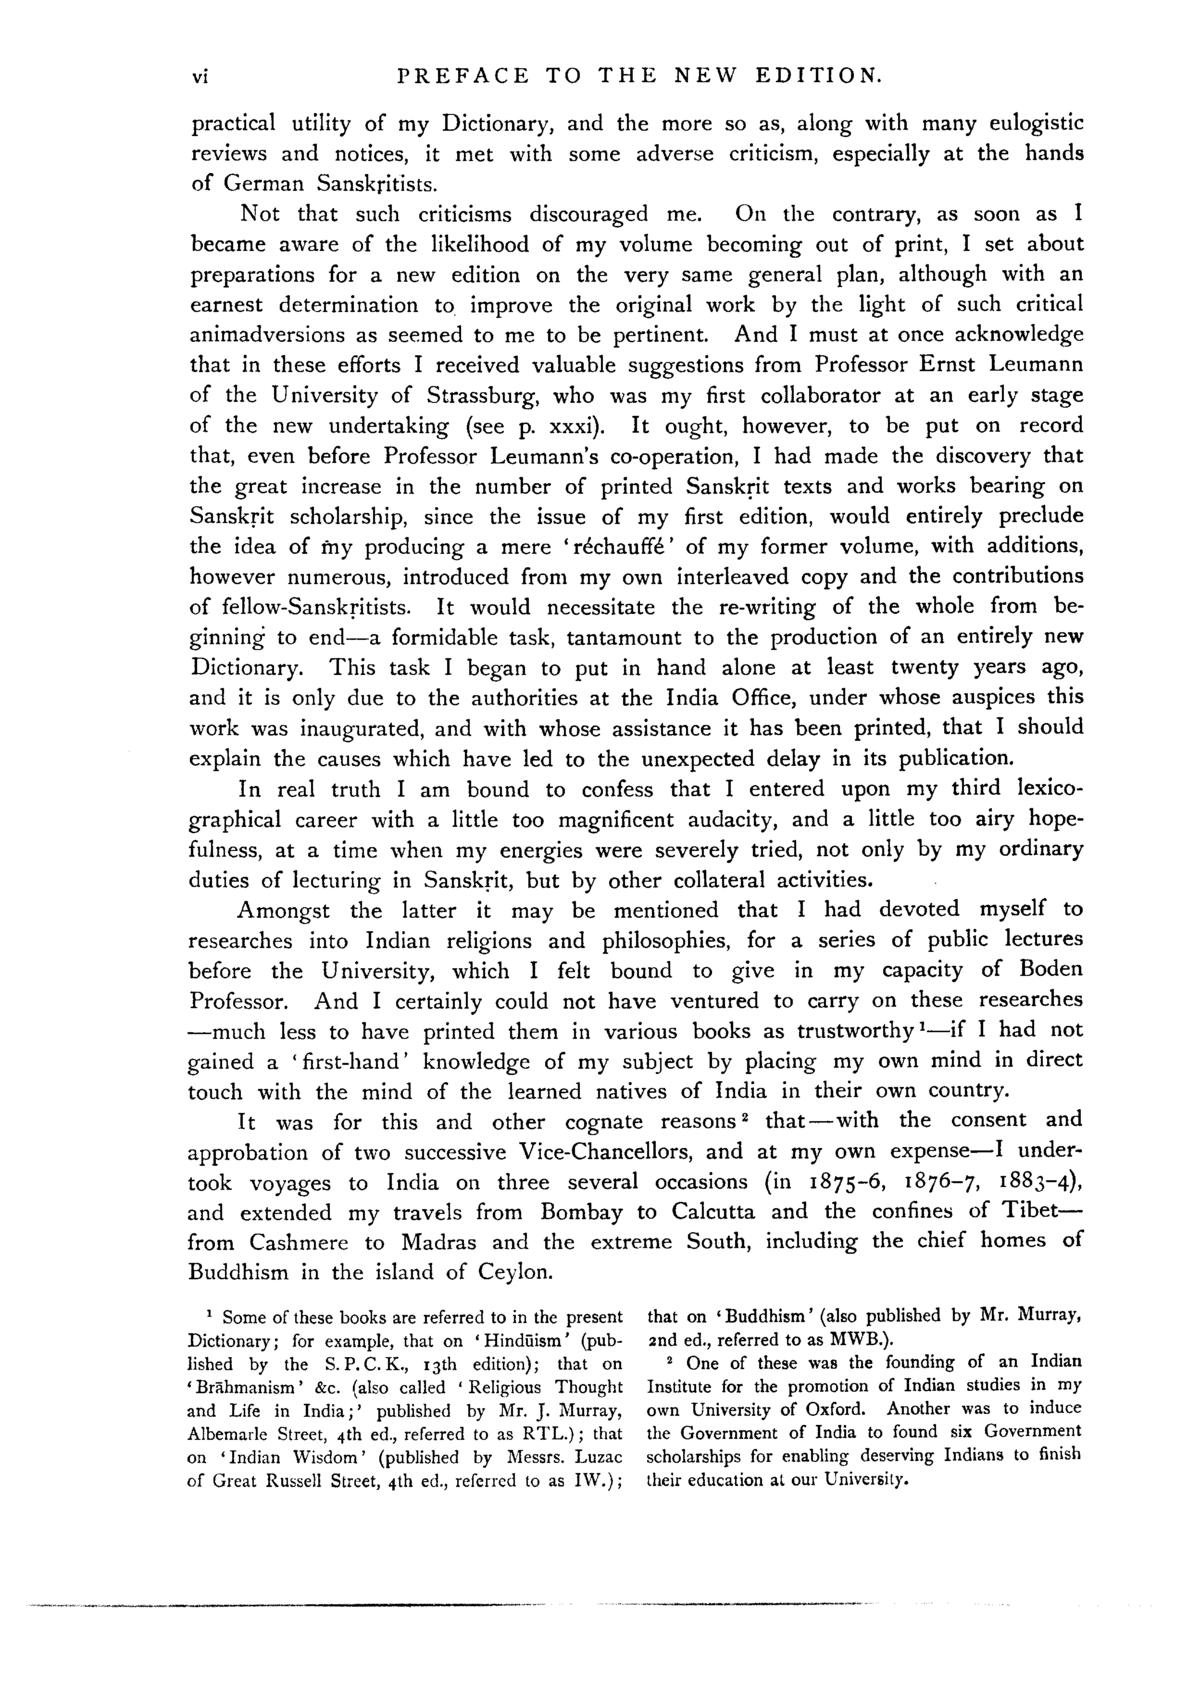 vi PREFACE TO THE NEW EDITION.
practical utility of my Dictionary, and the more so as, along with many eulogistic
reviews and notices, it met with some adverse criticism, especially at the hands
of German Sanskṛitists.
Not that such criticisms discouraged me. On the contrary, as soon as I
became aware of the likelihood of my volume becoming out of print, I set about
preparations for a new edition on the very same general plan, although with an
earnest determination to improve the original work by the light of such critical
animadversions as seemed to me to be pertinent. And I must at once acknowledge
that in these efforts I received valuable suggestions from Professor Ernst Leumann
of the University of Strassburg, who was my first collaborator at an early stage
of the new undertaking (see p. xxxi). It ought, however, to be put on record
that, even before Professor Leumann's co-operation, I had made the discovery that
the great increase in the number of printed Sanskṛit texts and works bearing on
Sanskṛit scholarship, since the issue of my first edition, would entirely preclude
the idea of my producing a mere ‘réchauffé’ of my former volume, with additions,
however numerous, introduced from my own interleaved copy and the contributions
of fellow-Sanskṛitists. It would necessitate the re-writing of the whole from be-
ginning to end—a formidable task, tantamount to the production of an entirely new
Dictionary. This task I began to put in hand alone at least twenty years ago,
and it is only due to the authorities at the India Office, under whose auspices this
work was inaugurated, and with whose assistance it has been printed, that I should
explain the causes which have led to the unexpected delay in its publication.
In real truth I am bound to confess that I entered upon my third lexico-
graphical career with a little too magnificent audacity, and a little too airy hope-
fulness, at a time when my energies were severely tried, not only by my ordinary
duties of lecturing in Sanskṛit, but by other collateral activities.
Amongst the latter it may be mentioned that I had devoted myself to
researches into Indian religions and philosophies, for a series of public lectures
before the University, which I felt bound to give in my capacity of Boden
Professor. And I certainly could not have ventured to carry on these researches
—much less to have printed them in various books as trustworthy¹—if I had not
gained a ‘first-hand’ knowledge of my subject by placing my own mind in direct
touch with the mind of the learned natives of India in their own country.
It was for this and other cognate reasons² that—with the consent and
approbation of two successive Vice-Chancellors, and at my own expense—I under-
took voyages to India on three several occasions (in 1875–6, 1876–7, 1883–4),
and extended my travels from Bombay to Calcutta and the confines of Tibet—
from Cashmere to Madras and the extreme South, including the chief homes of
Buddhism in the island of Ceylon.
¹ Some of these books are referred to in the present
Dictionary; for example, that on ‘Hindūism’ (pub-
lished by the S.P.C.K., 13th edition); that on
‘Brāhmanism’ &c. (also called ‘Religious Thought
and Life in India;’ published by Mr. J. Murray,
Albemarle Street, 4th ed., referred to as RTL.); that
on ‘Indian Wisdom’ (published by Messrs. Luzac
of Great Russell Street, 4th ed., referred to as IW.);
that on ‘Buddhism’ (also published by Mr. Murray,
2nd ed., referred to as MWB.).
² One of these was the founding of an Indian
Institute for the promotion of Indian studies in my
own University of Oxford. Another was to induce
the Government of India to found six Government
scholarships for enabling deserving Indians to finish
their education at our University.